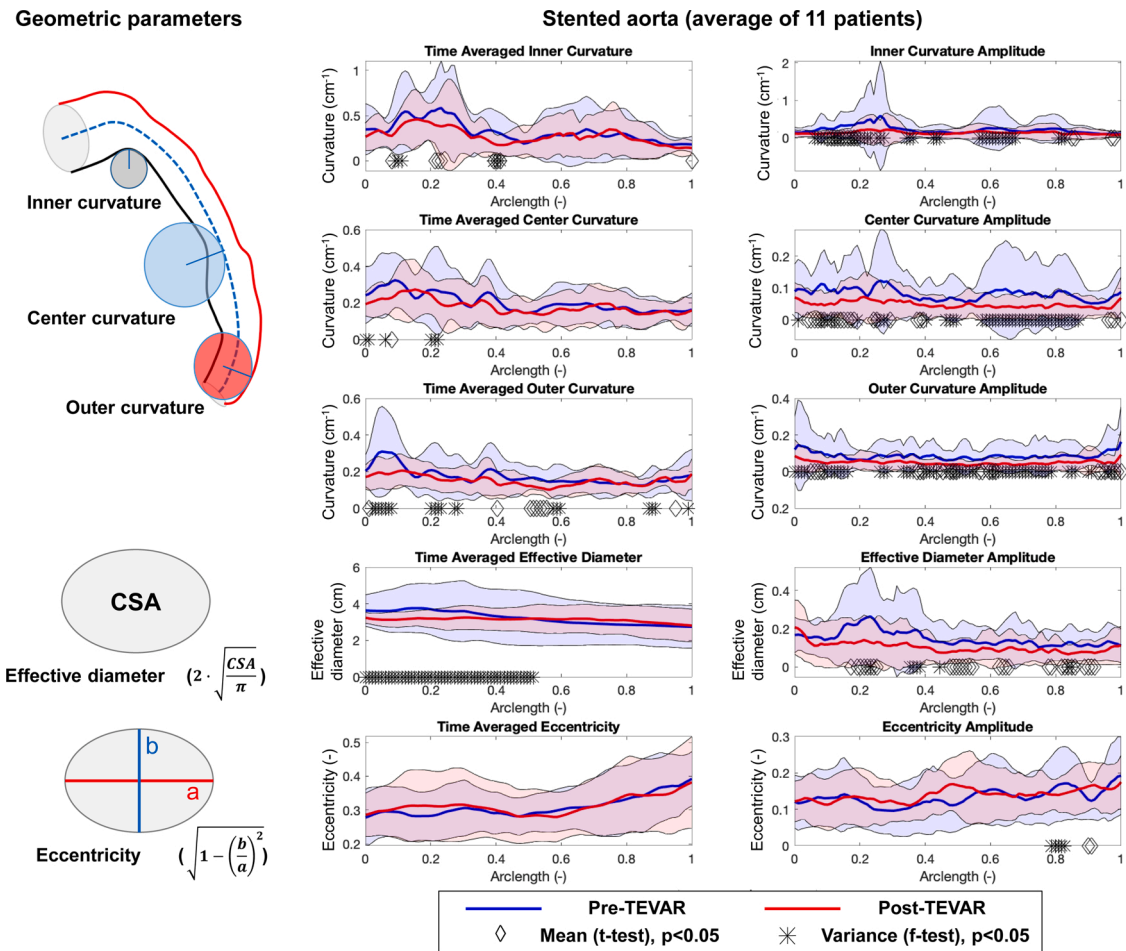 Geometric parameters
Inner curvature
Center curvature
Outer curvature
CSA
Effective diameter (2 · √(CSA/π))
b
a
Eccentricity (√(1 − (b/a)²))
Stented aorta (average of 11 patients)
Time Averaged Inner Curvature
Curvature (cm⁻¹)
1
0.5
0
0 0.2 0.4 0.6 0.8 1
Arclength (-)
Inner Curvature Amplitude
Curvature (cm⁻¹)
2
1
0
0 0.2 0.4 0.6 0.8 1
Arclength (-)
Time Averaged Center Curvature
Curvature (cm⁻¹)
0.6
0.4
0.2
0
0 0.2 0.4 0.6 0.8 1
Arclength (-)
Center Curvature Amplitude
Curvature (cm⁻¹)
0.2
0.1
0
0 0.2 0.4 0.6 0.8 1
Arclength (-)
Time Averaged Outer Curvature
Curvature (cm⁻¹)
0.6
0.4
0.2
0
0 0.2 0.4 0.6 0.8 1
Arclength (-)
Outer Curvature Amplitude
Curvature (cm⁻¹)
0.4
0.2
0
0.2
0 0.2 0.4 0.6 0.8 1
Arclength (-)
Time Averaged Effective Diameter
Effective
diameter (cm)
6
4
2
0
0 0.2 0.4 0.6 0.8 1
Arclength (-)
Effective Diameter Amplitude
Effective
diameter (cm)
0.4
0.2
0
0 0.2 0.4 0.6 0.8 1
Arclength (-)
Time Averaged Eccentricity
Eccentricity (-)
0.5
0.4
0.3
0.2
0 0.2 0.4 0.6 0.8 1
Arclength (-)
Eccentricity Amplitude
Eccentricity (-)
0.3
0.2
0.1
0
0 0.2 0.4 0.6 0.8 1
Arclength (-)
Pre-TEVAR
Post-TEVAR
Mean (t-test), p<0.05
Variance (f-test), p<0.05